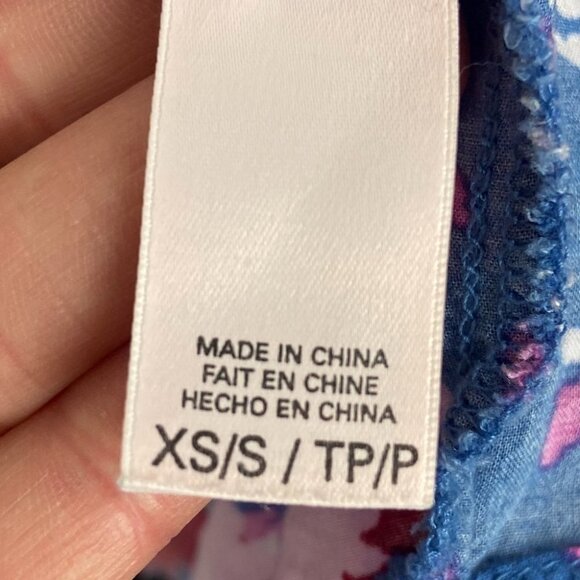 MADE IN CHINA
FAIT EN CHINE
HECHO EN CHINA
XS/S / TP/P